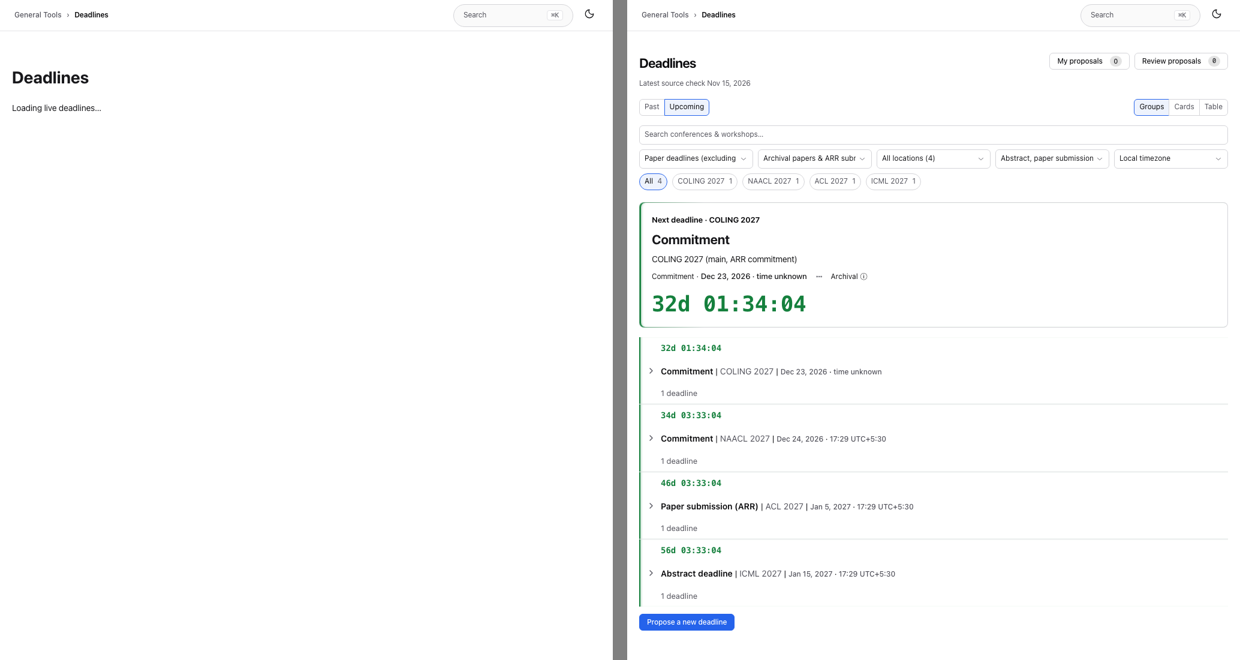 General Tools › Deadlines
Search ⌘K
Deadlines
Loading live deadlines...
General Tools › Deadlines
Search ⌘K
Deadlines
My proposals 0
Review proposals 0
Latest source check Nov 15, 2026
Past Upcoming
Groups Cards Table
Search conferences & workshops...
Paper deadlines (excluding
Archival papers & ARR subr
All locations (4)
Abstract, paper submission
Local timezone
All 4
COLING 2027 1
NAACL 2027 1
ACL 2027 1
ICML 2027 1
Next deadline · COLING 2027
Commitment
COLING 2027 (main, ARR commitment)
Commitment · Dec 23, 2026 · time unknown ··· Archival ⓘ
32d 01:34:04
32d 01:34:04
Commitment | COLING 2027 | Dec 23, 2026 · time unknown
1 deadline
34d 03:33:04
Commitment | NAACL 2027 | Dec 24, 2026 · 17:29 UTC+5:30
1 deadline
46d 03:33:04
Paper submission (ARR) | ACL 2027 | Jan 5, 2027 · 17:29 UTC+5:30
1 deadline
56d 03:33:04
Abstract deadline | ICML 2027 | Jan 15, 2027 · 17:29 UTC+5:30
1 deadline
Propose a new deadline